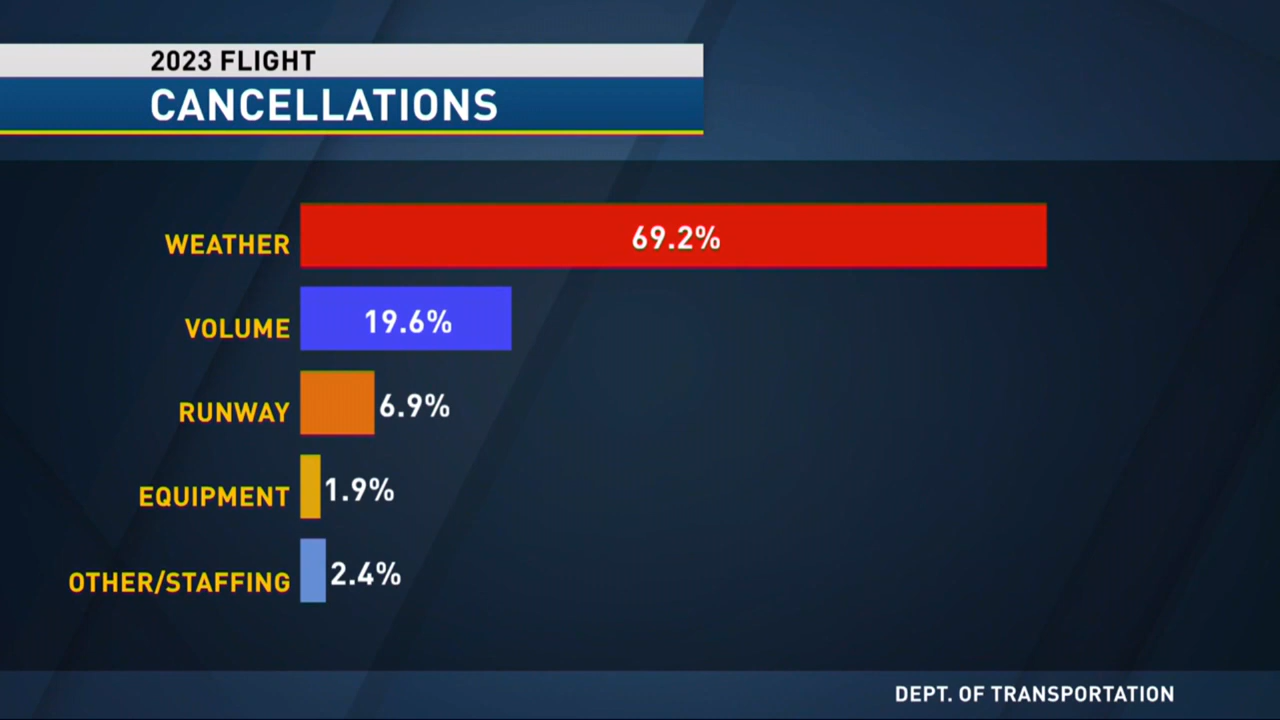 2023 FLIGHT
CANCELLATIONS
WEATHER 69.2%
VOLUME 19.6%
RUNWAY 6.9%
EQUIPMENT 1.9%
OTHER/STAFFING 2.4%
DEPT. OF TRANSPORTATION